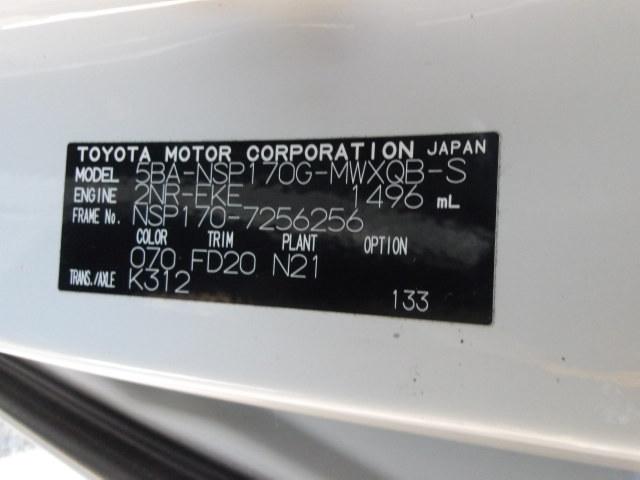 TOYOTA MOTOR CORPORATION JAPAN
MODEL 5BA-NSP170G-MWXQB-S
ENGINE 2NR-EKE 1496 mL
FRAME No. NSP170-7256256
COLOR TRIM PLANT OPTION
070 FD20 N21
TRANS./AXLE K312
133